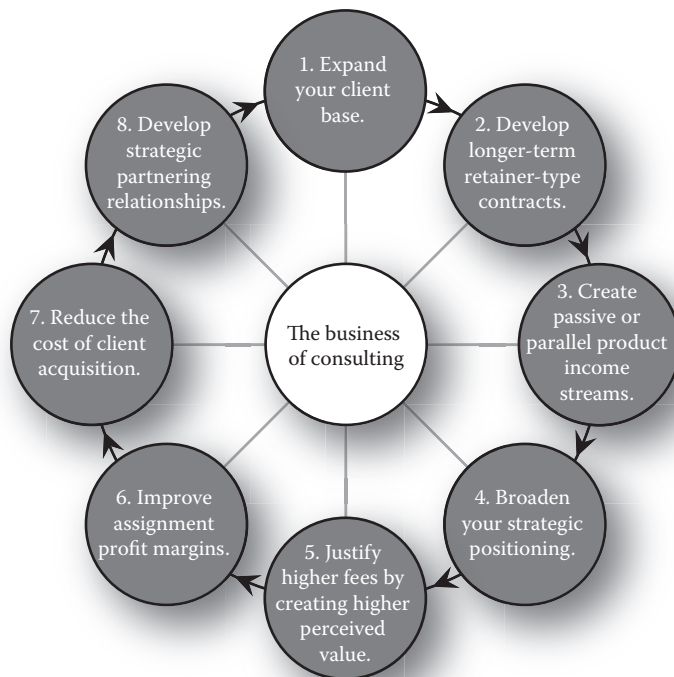 1. Expand
your client
base.
2. Develop
longer-term
retainer-type
contracts.
3. Create
passive or
parallel product
income
streams.
4. Broaden
your strategic
positioning.
5. Justify
higher fees by
creating higher
perceived
value.
6. Improve
assignment
profit margins.
7. Reduce the
cost of client
acquisition.
8. Develop
strategic
partnering
relationships.
The business
of consulting